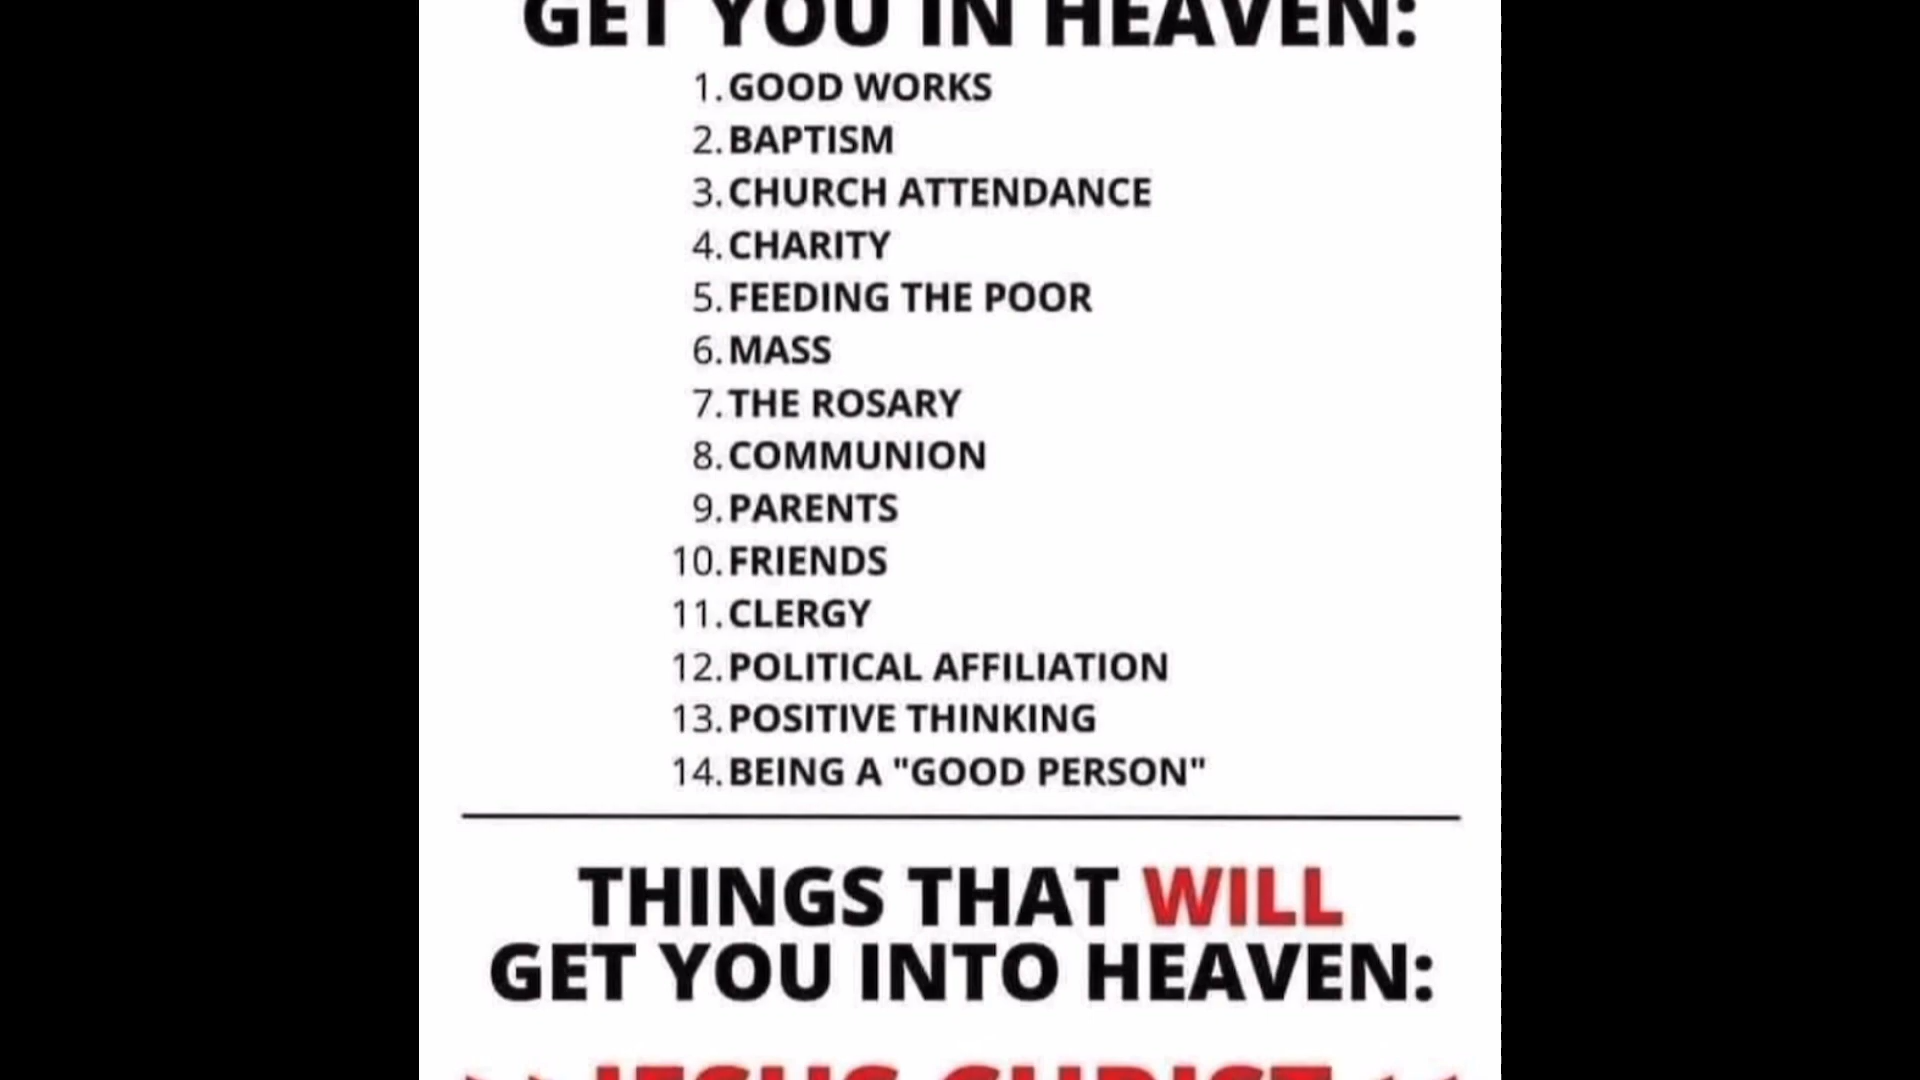 GET YOU IN HEAVEN:
1. GOOD WORKS
2. BAPTISM
3. CHURCH ATTENDANCE
4. CHARITY
5. FEEDING THE POOR
6. MASS
7. THE ROSARY
8. COMMUNION
9. PARENTS
10. FRIENDS
11. CLERGY
12. POLITICAL AFFILIATION
13. POSITIVE THINKING
14. BEING A "GOOD PERSON"
THINGS THAT WILL
GET YOU INTO HEAVEN:
JESUS CHRIST